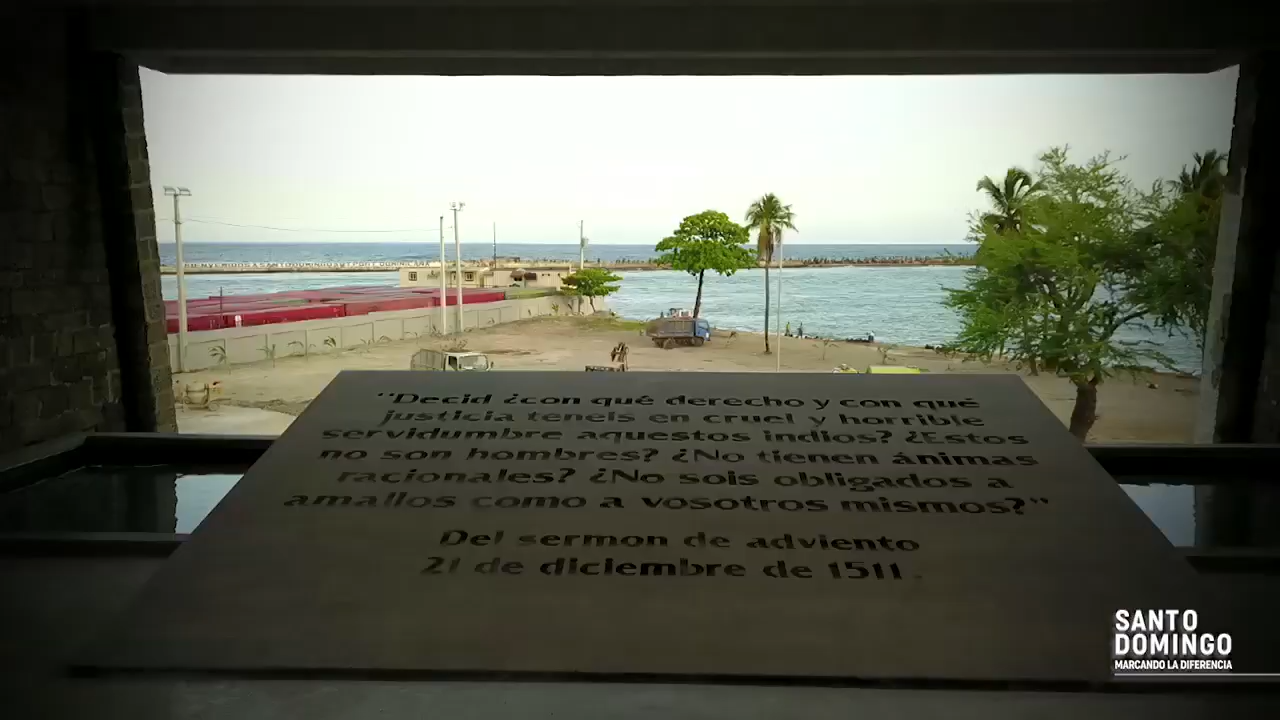 "Decid ¿con qué derecho y con qué
justicia teneis en cruel y horrible
servidumbre aquestos indios? ¿Estos
no son hombres? ¿No tienen ánimas
racionales? ¿No sois obligados a
amallos como a vosotros mismos?"
Del sermon de adviento
21 de diciembre de 1511.
SANTO
DOMINGO
MARCANDO LA DIFERENCIA